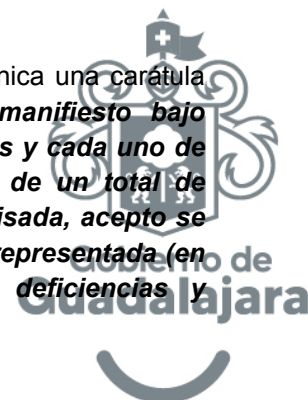 nica una carátula
manifiesto bajo
s y cada uno de
de un total de
isada, acepto se
representada (en
Gobierno de
deficiencias y
Guadalajara